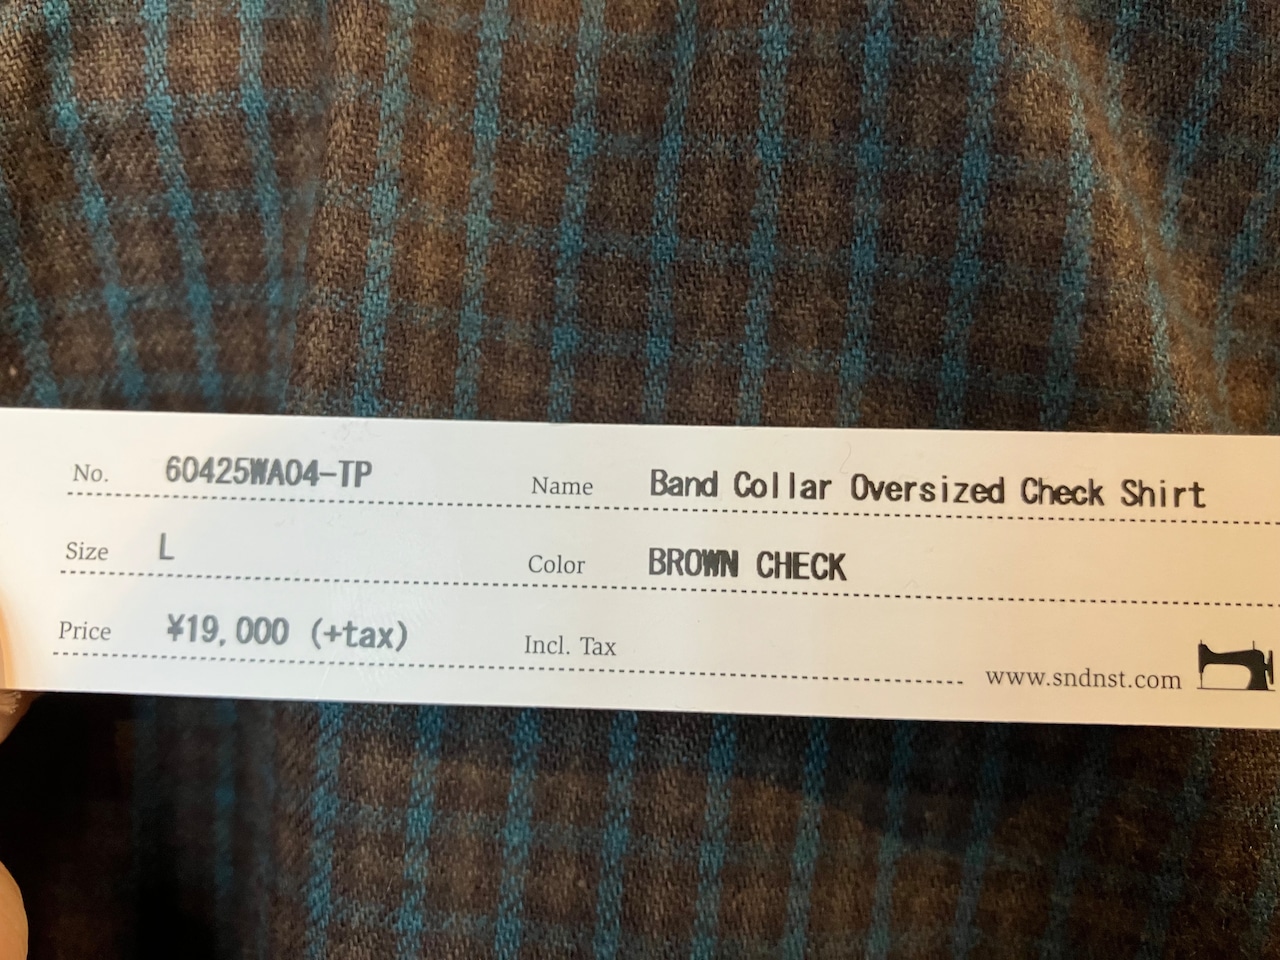 No. 60425WA04-TP Name Band Collar Oversized Check Shirt
Size L Color BROWN CHECK
Price ¥19,000 (+tax) Incl. Tax
www.sndnst.com